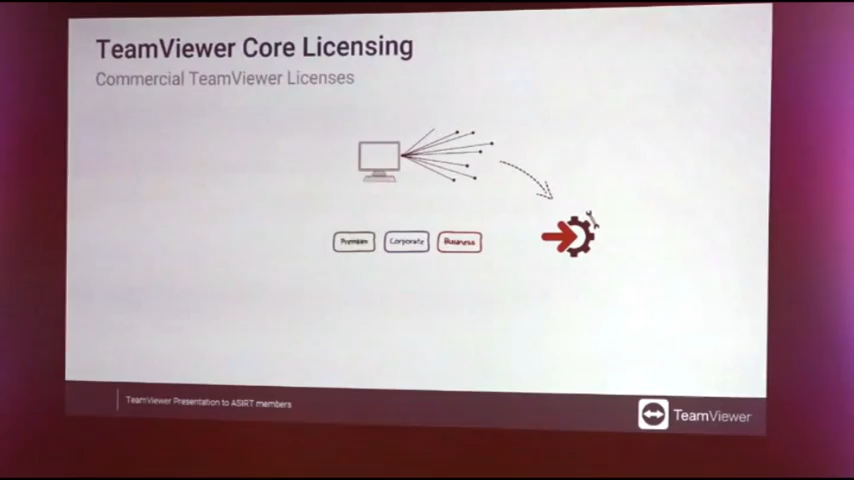 TeamViewer Core Licensing
Commercial TeamViewer Licenses
Premium Corporate Business
TeamViewer Presentation to ASIRT members
TeamViewer